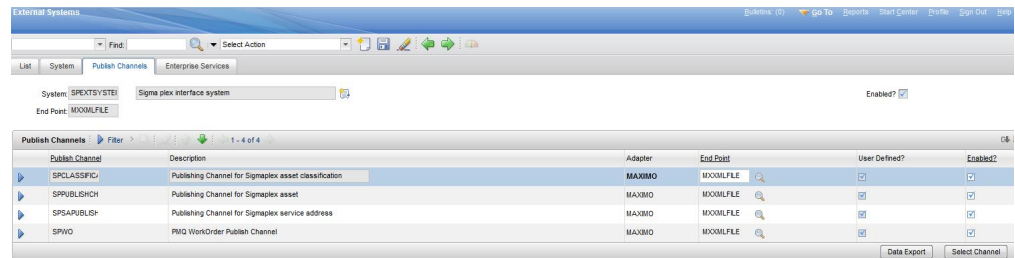 External Systems
Bulletins: (0) Go To Reports Start Center Profile Sign Out Help
Find: Select Action
List System Publish Channels Enterprise Services
System: SPEXTSYSTEI Sigma plex interface system Enabled?
End Point: MXXMLFILE
Publish Channels Filter 1 - 4 of 4
Publish Channel Description Adapter End Point User Defined? Enabled?
SPCLASSIFICA Publishing Channel for Sigmaplex asset classification MAXIMO MXXMLFILE
SPPUBLISHCH Publishing Channel for Sigmaplex asset MAXIMO MXXMLFILE
SPSAPUBLISH Publishing Channel for Sigmaplex service address MAXIMO MXXMLFILE
SPWO PMQ WorkOrder Publish Channel MAXIMO MXXMLFILE
Data Export Select Channel